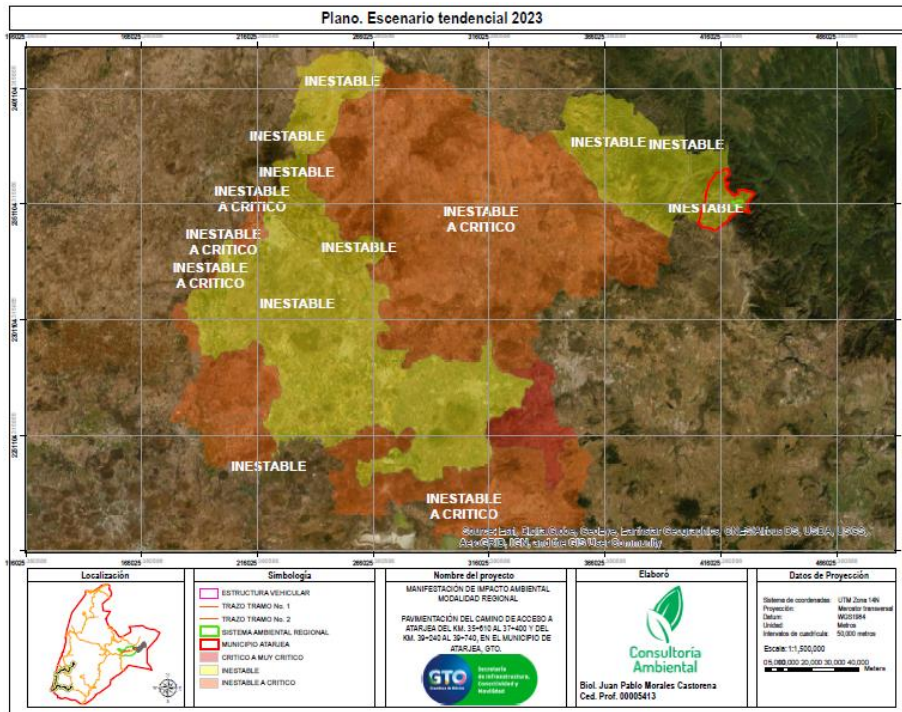 Plano. Escenario tendencial 2023
INESTABLE
INESTABLE
INESTABLE
INESTABLE
INESTABLE
INESTABLE
A CRITICO
INESTABLE
A CRITICO
INESTABLE
INESTABLE
A CRITICO
INESTABLE
INESTABLE
A CRITICO
INESTABLE
INESTABLE
INESTABLE
A CRITICO
Localización
Simbología
ESTRUCTURA VEHICULAR
TRAZO TRAMO No. 1
TRAZO TRAMO No. 2
SISTEMA AMBIENTAL REGIONAL
MUNICIPIO ATARJEA
CRITICO A MUY CRITICO
INESTABLE
INESTABLE A CRITICO
Nombre del proyecto
MANIFESTACIÓN DE IMPACTO AMBIENTAL
MODALIDAD REGIONAL
PAVIMENTACIÓN DEL CAMINO DE ACCESO A
ATARJEA DEL KM. 35+610 AL 37+400 Y DEL
KM. 39+240 AL 39+740, EN EL MUNICIPIO DE
ATARJEA, GTO.
GTO
Secretaría
de Infraestructura,
Conectividad y
Movilidad
Elaboró
Consultoría
Ambiental
Biol. Juan Pablo Morales Castorena
Ced. Prof. 00005413
Datos de Proyección
Sistema de coordenadas: UTM Zona 14N
Proyección: Mercator transversal
Datum: WGS1984
Unidad: Metros
Intervalos de cuadrícula: 50,000 metros
Escala: 1:1,500,000
Meters